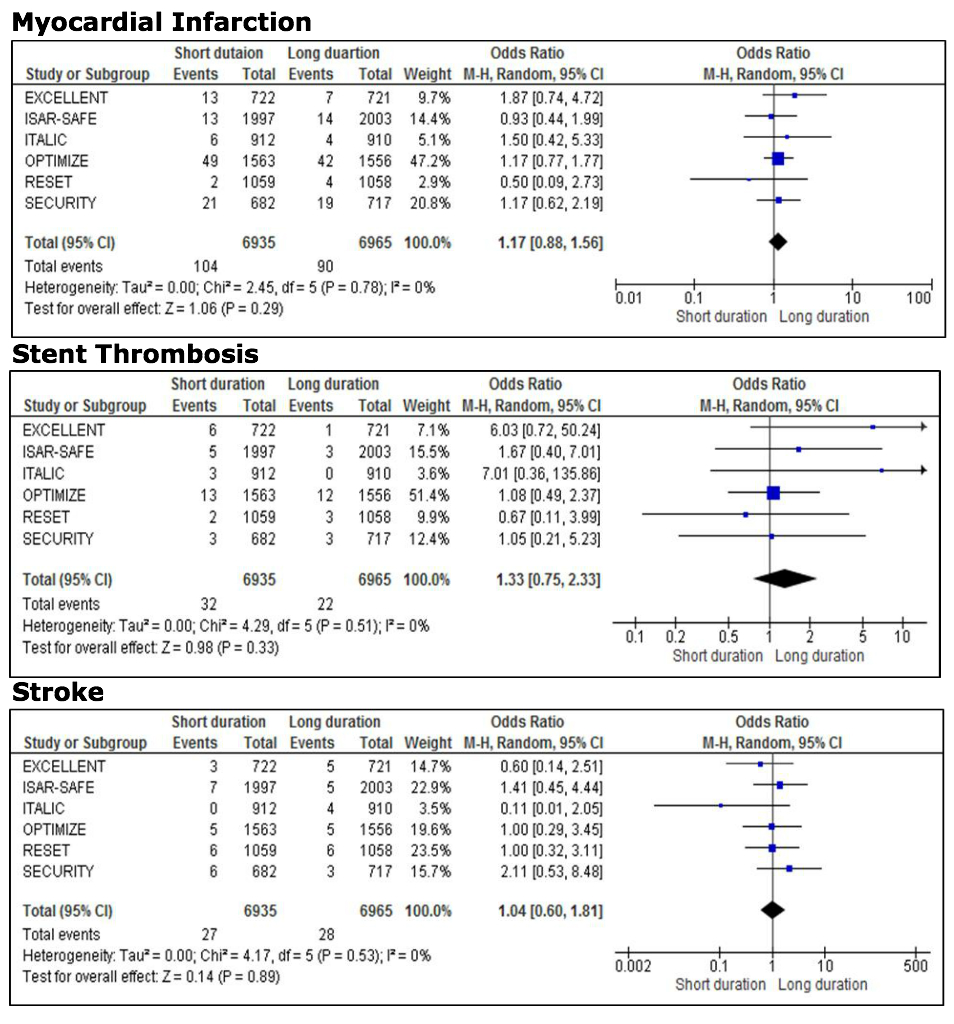 Myocardial Infarction
Short dutaion Long duartion Odds Ratio Odds Ratio
Study or Subgroup Events Total Events Total Weight M-H, Random, 95% CI M-H, Random, 95% CI
EXCELLENT 13 722 7 721 9.7% 1.87 [0.74, 4.72]
ISAR-SAFE 13 1997 14 2003 14.4% 0.93 [0.44, 1.99]
ITALIC 6 912 4 910 5.1% 1.50 [0.42, 5.33]
OPTIMIZE 49 1563 42 1556 47.2% 1.17 [0.77, 1.77]
RESET 2 1059 4 1058 2.9% 0.50 [0.09, 2.73]
SECURITY 21 682 19 717 20.8% 1.17 [0.62, 2.19]
Total (95% CI) 6935 6965 100.0% 1.17 [0.88, 1.56]
Total events 104 90
Heterogeneity: Tau² = 0.00; Chi² = 2.45, df = 5 (P = 0.78); I² = 0%
Test for overall effect: Z = 1.06 (P = 0.29)
0.01 0.1 1 10 100
Short duration Long duration
Stent Thrombosis
Short duration Long duration Odds Ratio Odds Ratio
Study or Subgroup Events Total Events Total Weight M-H, Random, 95% CI M-H, Random, 95% CI
EXCELLENT 6 722 1 721 7.1% 6.03 [0.72, 50.24]
ISAR-SAFE 5 1997 3 2003 15.5% 1.67 [0.40, 7.01]
ITALIC 3 912 0 910 3.6% 7.01 [0.36, 135.86]
OPTIMIZE 13 1563 12 1556 51.4% 1.08 [0.49, 2.37]
RESET 2 1059 3 1058 9.9% 0.67 [0.11, 3.99]
SECURITY 3 682 3 717 12.4% 1.05 [0.21, 5.23]
Total (95% CI) 6935 6965 100.0% 1.33 [0.75, 2.33]
Total events 32 22
Heterogeneity: Tau² = 0.00; Chi² = 4.29, df = 5 (P = 0.51); I² = 0%
Test for overall effect: Z = 0.98 (P = 0.33)
0.1 0.2 0.5 1 2 5 10
Short duration Long duration
Stroke
Short duration Long duration Odds Ratio Odds Ratio
Study or Subgroup Events Total Events Total Weight M-H, Random, 95% CI M-H, Random, 95% CI
EXCELLENT 3 722 5 721 14.7% 0.60 [0.14, 2.51]
ISAR-SAFE 7 1997 5 2003 22.9% 1.41 [0.45, 4.44]
ITALIC 0 912 4 910 3.5% 0.11 [0.01, 2.05]
OPTIMIZE 5 1563 5 1556 19.6% 1.00 [0.29, 3.45]
RESET 6 1059 6 1058 23.5% 1.00 [0.32, 3.11]
SECURITY 6 682 3 717 15.7% 2.11 [0.53, 8.48]
Total (95% CI) 6935 6965 100.0% 1.04 [0.60, 1.81]
Total events 27 28
Heterogeneity: Tau² = 0.00; Chi² = 4.17, df = 5 (P = 0.53); I² = 0%
Test for overall effect: Z = 0.14 (P = 0.89)
0.002 0.1 1 10 500
Short duration Long duration